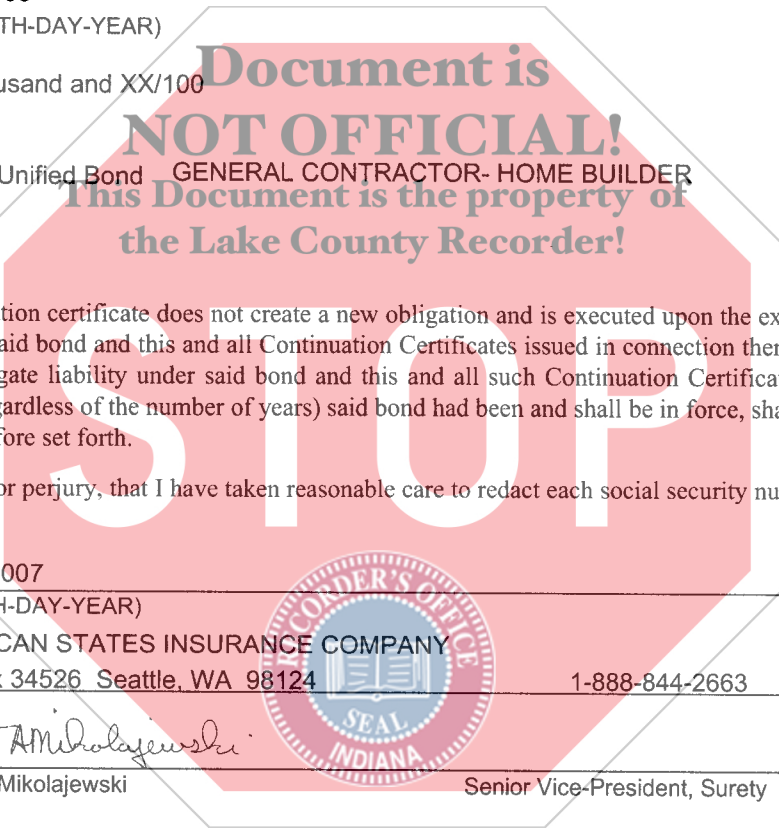 TH-DAY-YEAR)
Document is
usand and XX/100
NOT OFFICIAL!
Unified Bond GENERAL CONTRACTOR- HOME BUILDER
This Document is the property of
the Lake County Recorder!
tion certificate does not create a new obligation and is executed upon the ex
aid bond and this and all Continuation Certificates issued in connection ther
gate liability under said bond and this and all such Continuation Certifica
gardless of the number of years) said bond had been and shall be in force, sha
fore set forth.
STOP
or perjury, that I have taken reasonable care to redact each social security nu
007
H-DAY-YEAR)
CAN STATES INSURANCE COMPANY
x 34526 Seattle, WA 98124 1-888-844-2663
RECORDER'S OFFICE
SEAL
INDIANA
AMikolajewski
Mikolajewski Senior Vice-President, Surety